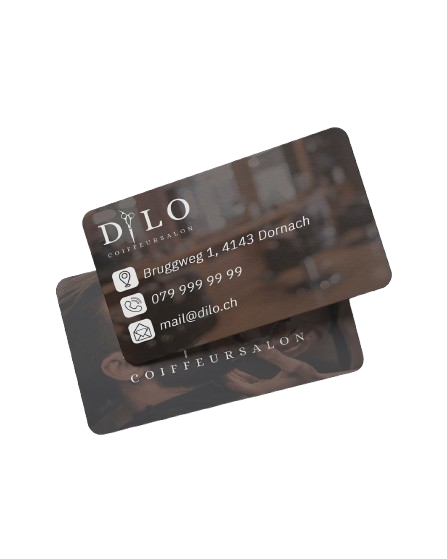 DILO
COIFFEURSALON
Bruggweg 1, 4143 Dornach
079 999 99 99
mail@dilo.ch
COIFFEURSALON